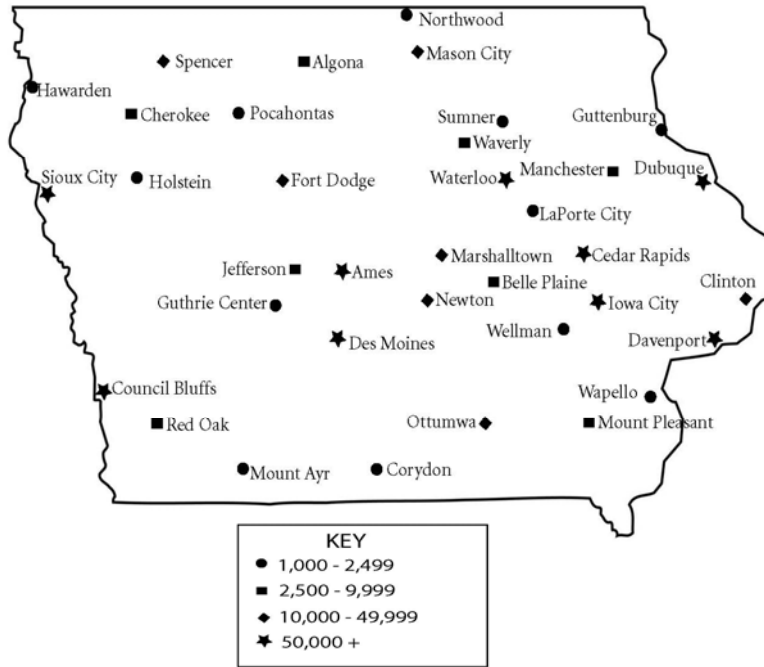 Northwood
Spencer
Algona
Mason City
Hawarden
Cherokee
Pocahontas
Sumner
Guttenburg
Waverly
Sioux City
Holstein
Fort Dodge
Waterloo
Manchester
Dubuque
LaPorte City
Marshalltown
Cedar Rapids
Jefferson
Ames
Belle Plaine
Clinton
Guthrie Center
Newton
Iowa City
Wellman
Des Moines
Davenport
Council Bluffs
Wapello
Red Oak
Ottumwa
Mount Pleasant
Mount Ayr
Corydon
KEY
1,000 - 2,499
2,500 - 9,999
10,000 - 49,999
50,000 +